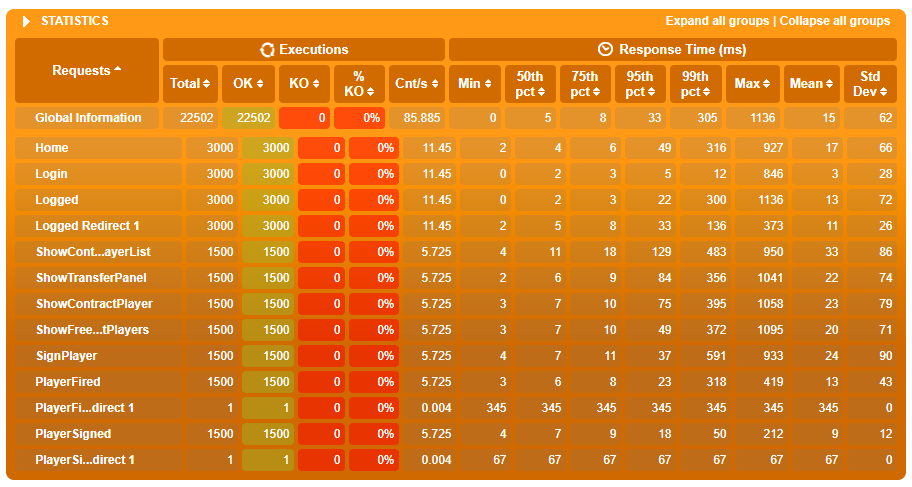 STATISTICS Expand all groups | Collapse all groups
Requests Executions Response Time (ms)
Total OK KO % KO Cnt/s Min 50th pct 75th pct 95th pct 99th pct Max Mean Std Dev
Global Information 22502 22502 0 0% 85.885 0 5 8 33 305 1136 15 62
Home 3000 3000 0 0% 11.45 2 4 6 49 316 927 17 66
Login 3000 3000 0 0% 11.45 0 2 3 5 12 846 3 28
Logged 3000 3000 0 0% 11.45 0 2 3 22 300 1136 13 72
Logged Redirect 1 3000 3000 0 0% 11.45 2 5 8 33 136 373 11 26
ShowCont...ayerList 1500 1500 0 0% 5.725 4 11 18 129 483 950 33 86
ShowTransferPanel 1500 1500 0 0% 5.725 2 6 9 84 356 1041 22 74
ShowContractPlayer 1500 1500 0 0% 5.725 3 7 10 75 395 1058 23 79
ShowFree...tPlayers 1500 1500 0 0% 5.725 3 7 10 49 372 1095 20 71
SignPlayer 1500 1500 0 0% 5.725 4 7 11 37 591 933 24 90
PlayerFired 1500 1500 0 0% 5.725 3 6 8 23 318 419 13 43
PlayerFi...direct 1 1 1 0 0% 0.004 345 345 345 345 345 345 345 0
PlayerSigned 1500 1500 0 0% 5.725 4 7 9 18 50 212 9 12
PlayerSi...direct 1 1 1 0 0% 0.004 67 67 67 67 67 67 67 0